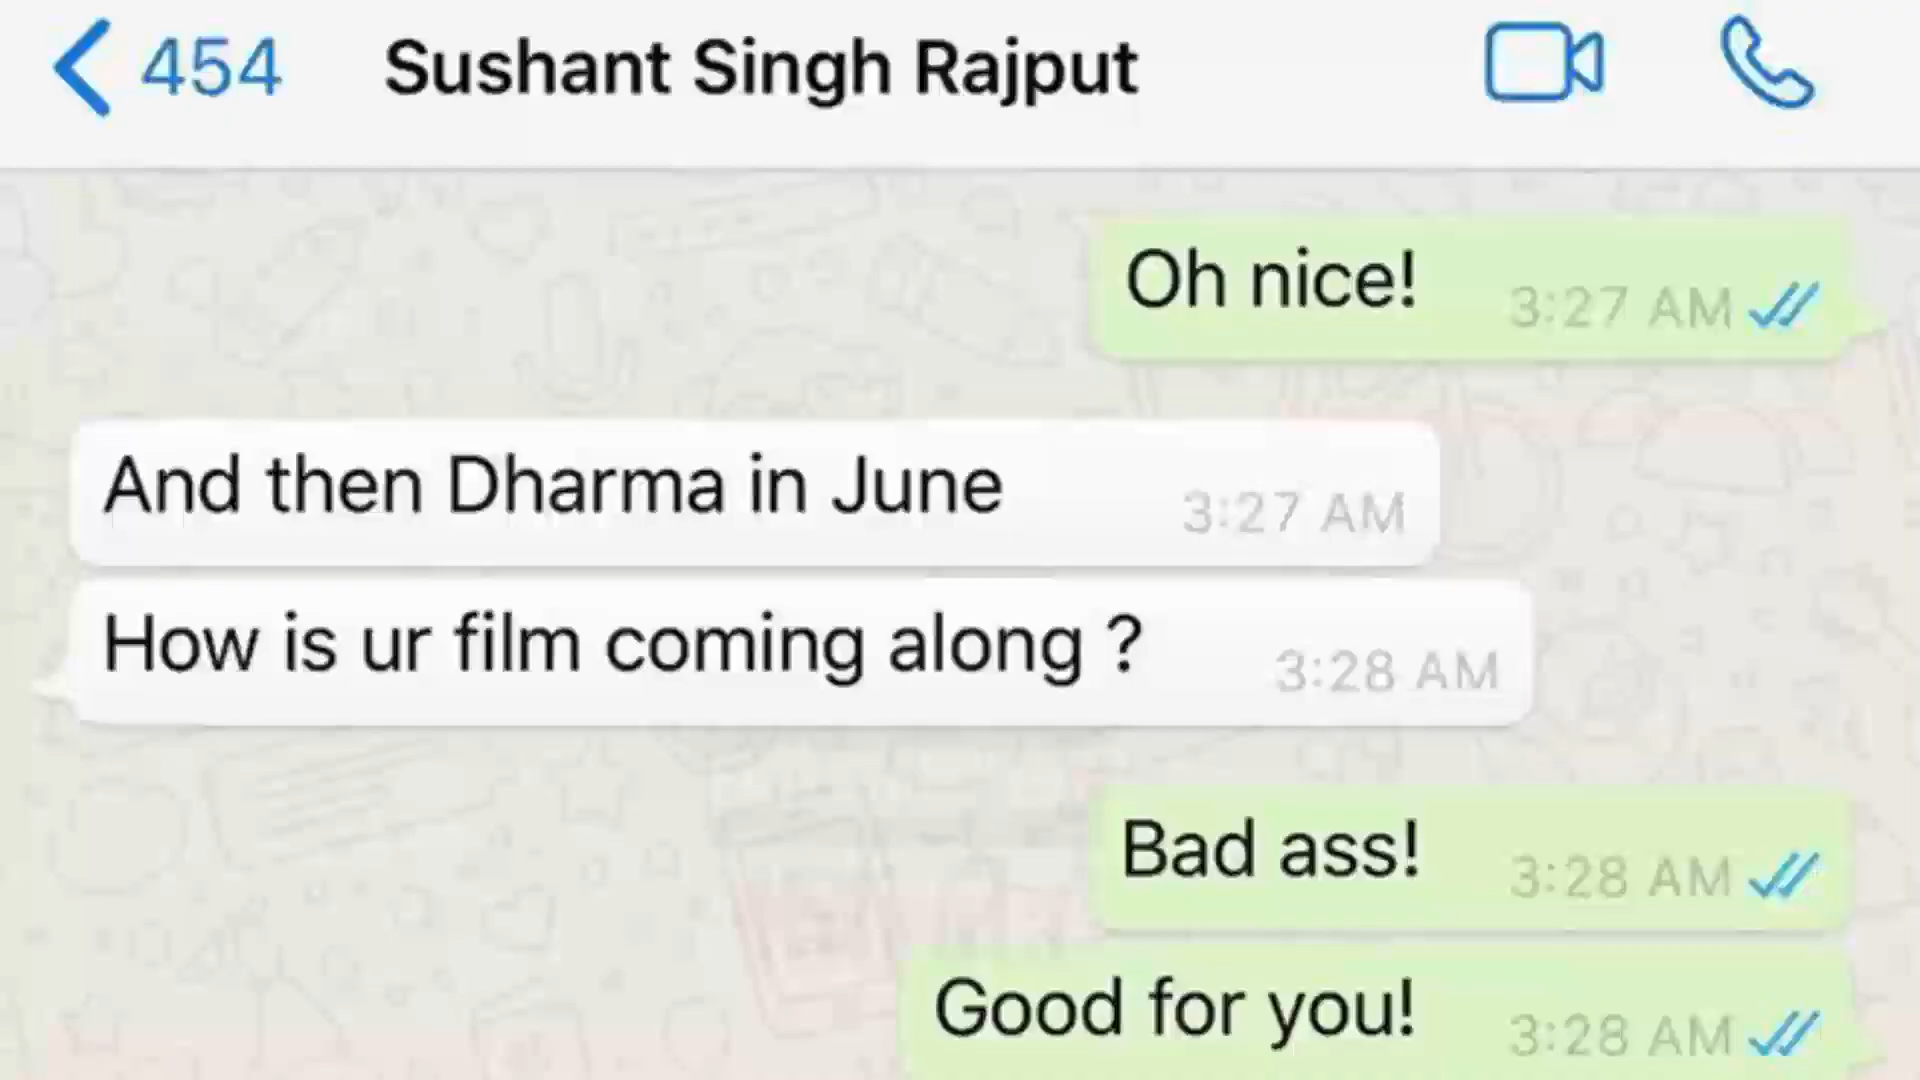 454 Sushant Singh Rajput
Oh nice! 3:27 AM
And then Dharma in June 3:27 AM
How is ur film coming along ? 3:28 AM
Bad ass! 3:28 AM
Good for you! 3:28 AM